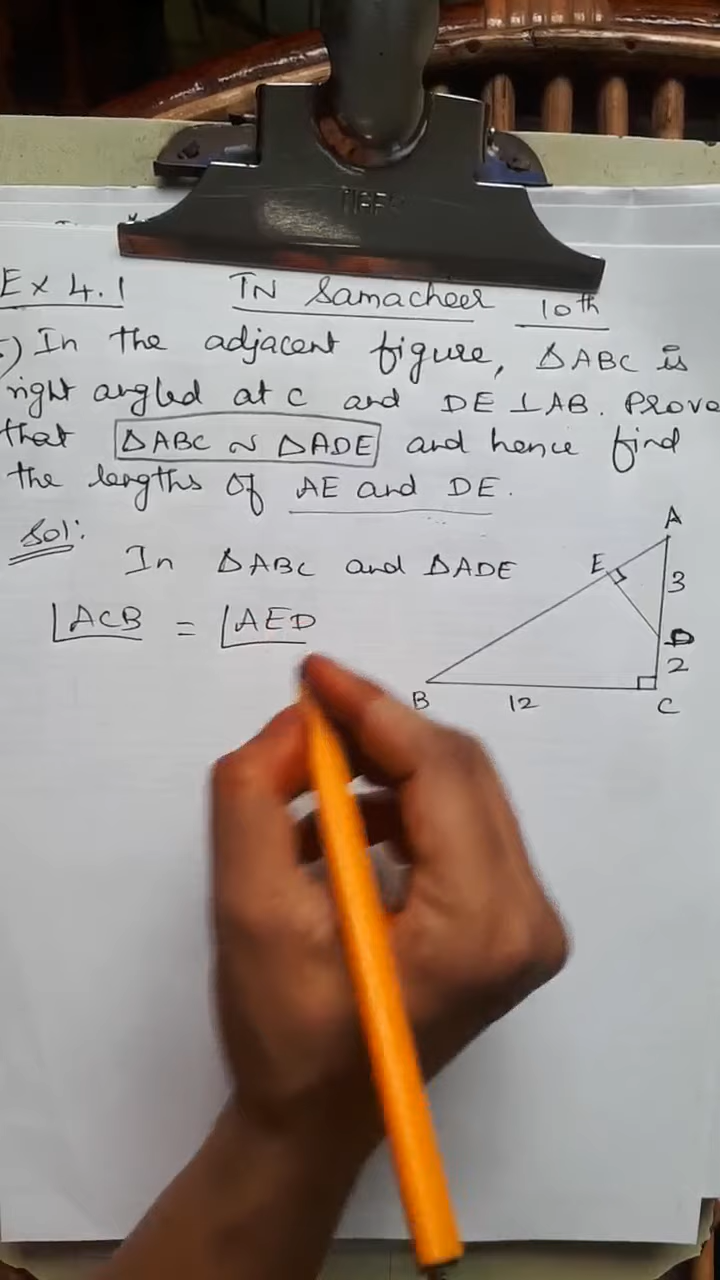 Ex 4.1 TN Samacheer 10th
) In the adjacent figure, ΔABC is
right angled at C and DE ⊥ AB. Prove
that ΔABC ~ ΔADE and hence find
the lengths of AE and DE.
Sol:
In ΔABC and ΔADE
∠ACB = ∠AED
A
E
3
D
2
B 12 C